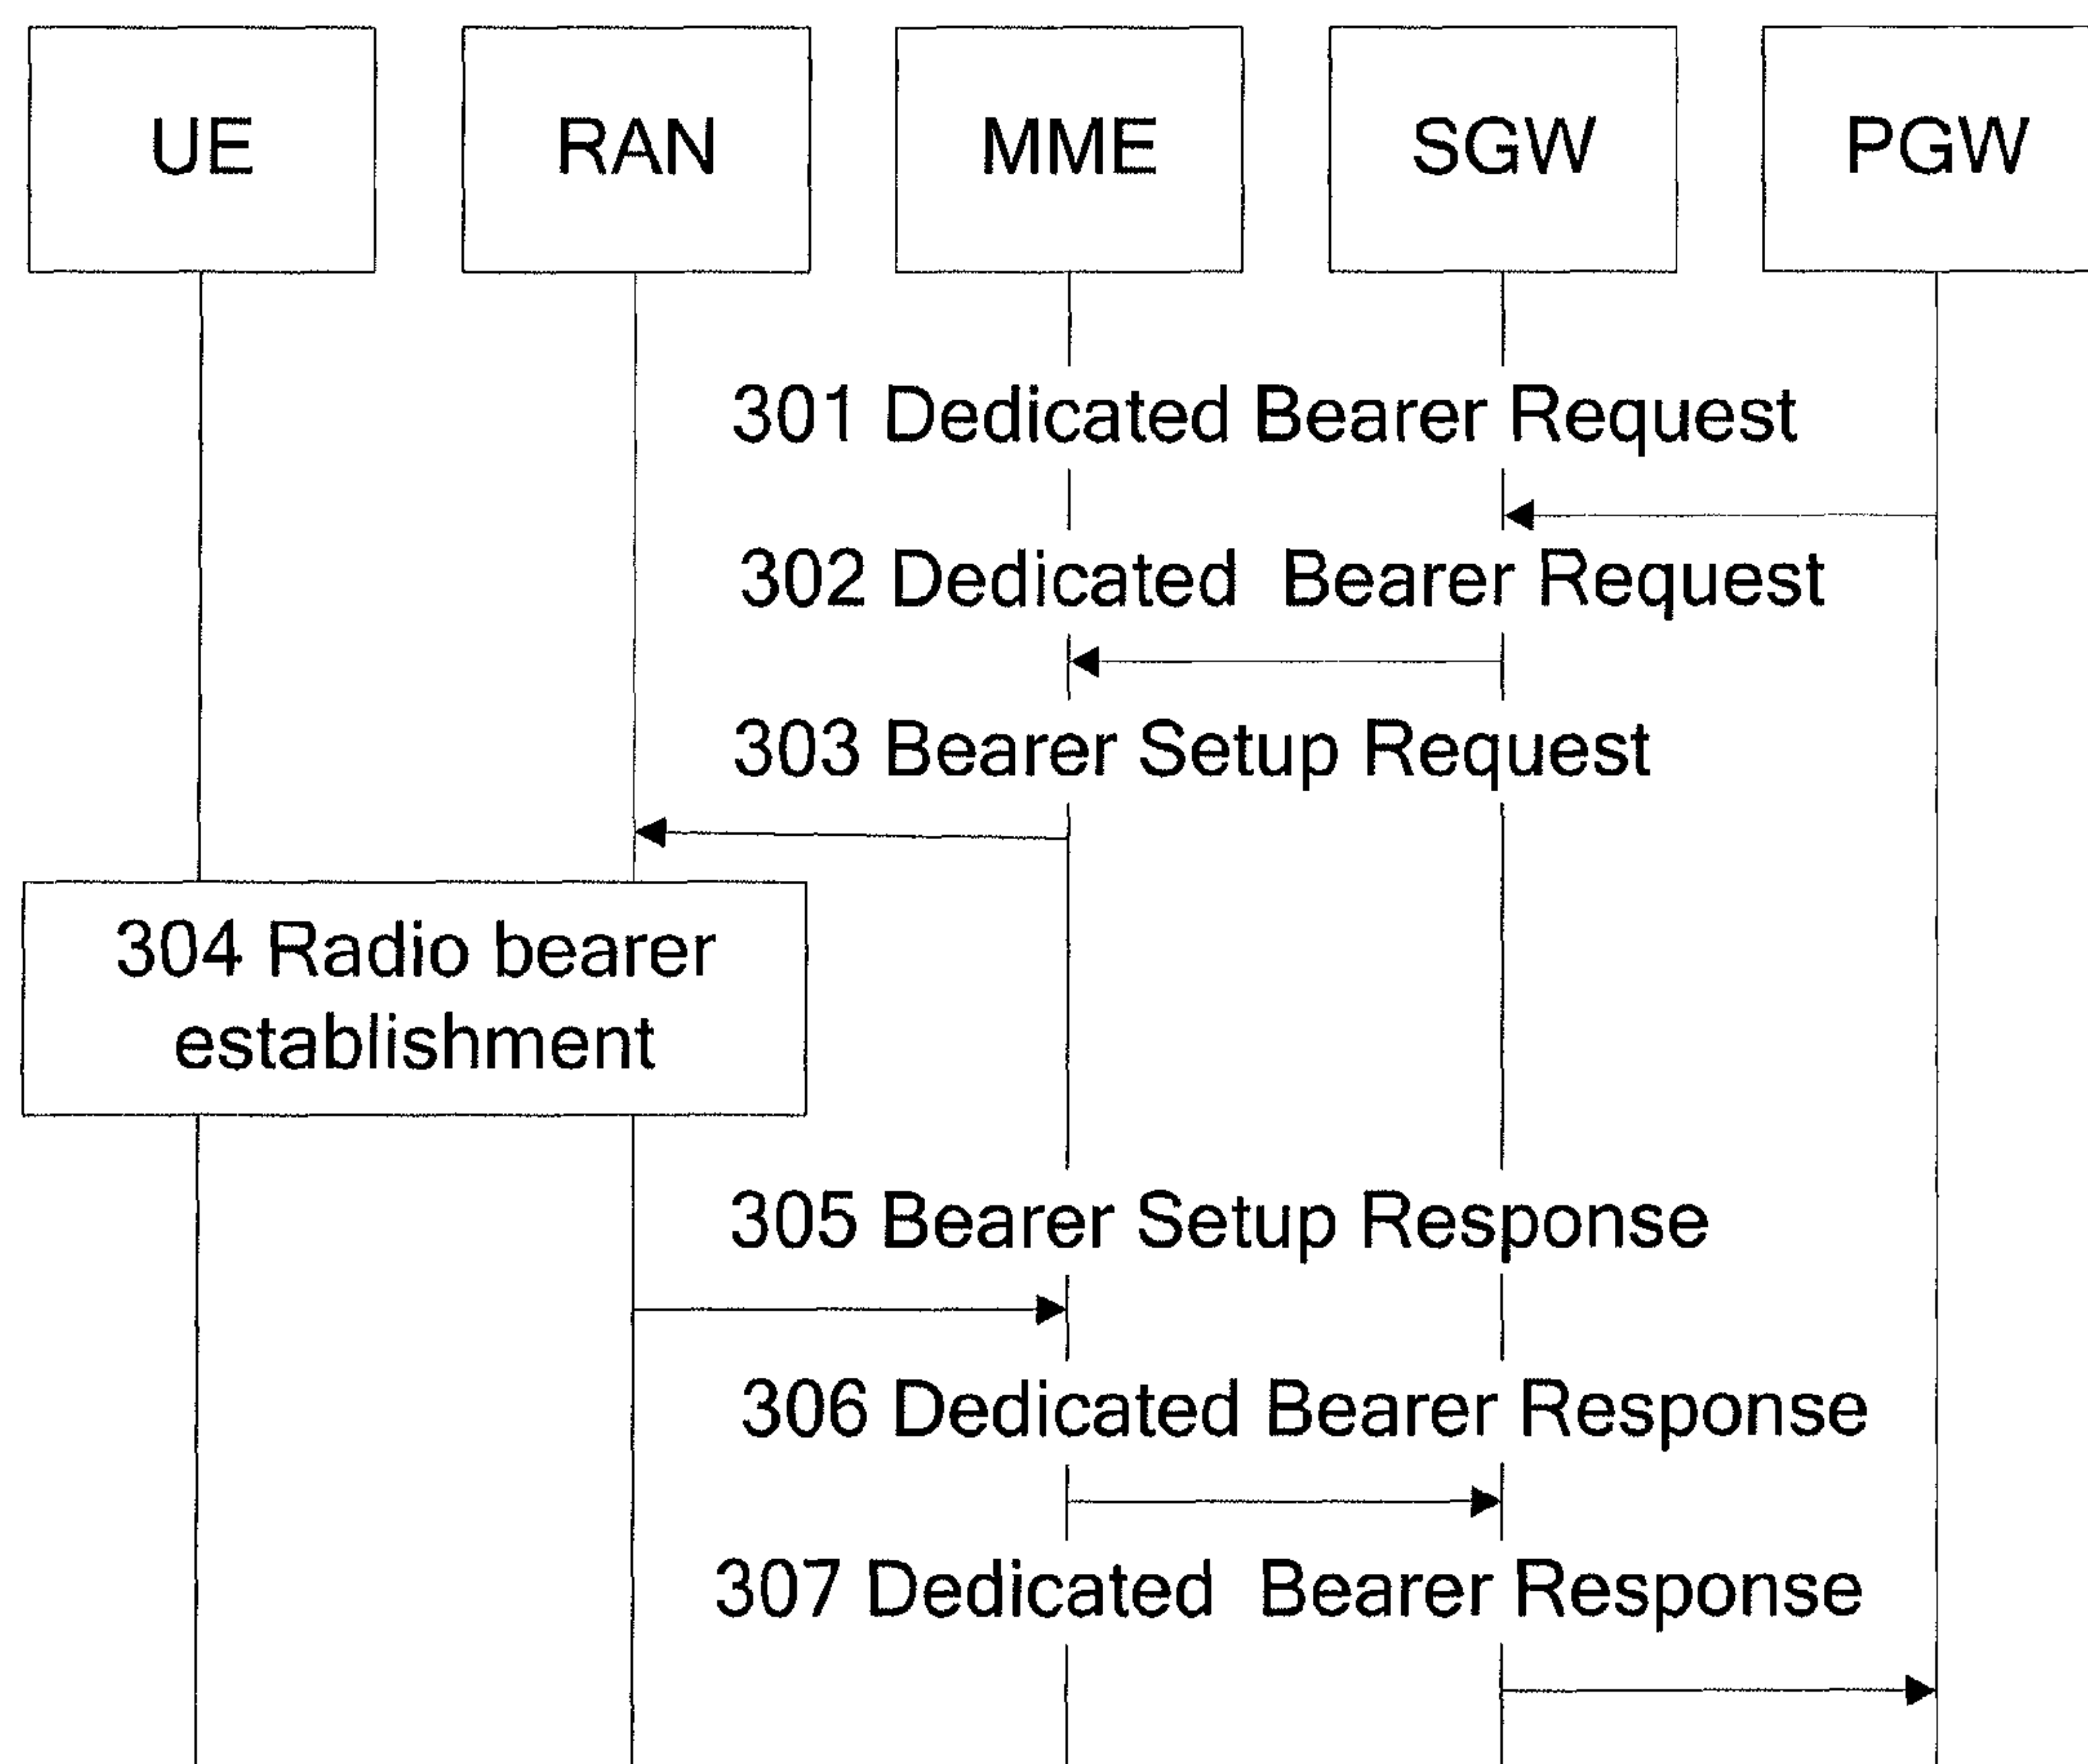 UE
RAN
MME
SGW
PGW
301 Dedicated Bearer Request
302 Dedicated Bearer Request
303 Bearer Setup Request
304 Radio bearer
establishment
305 Bearer Setup Response
306 Dedicated Bearer Response
307 Dedicated Bearer Response